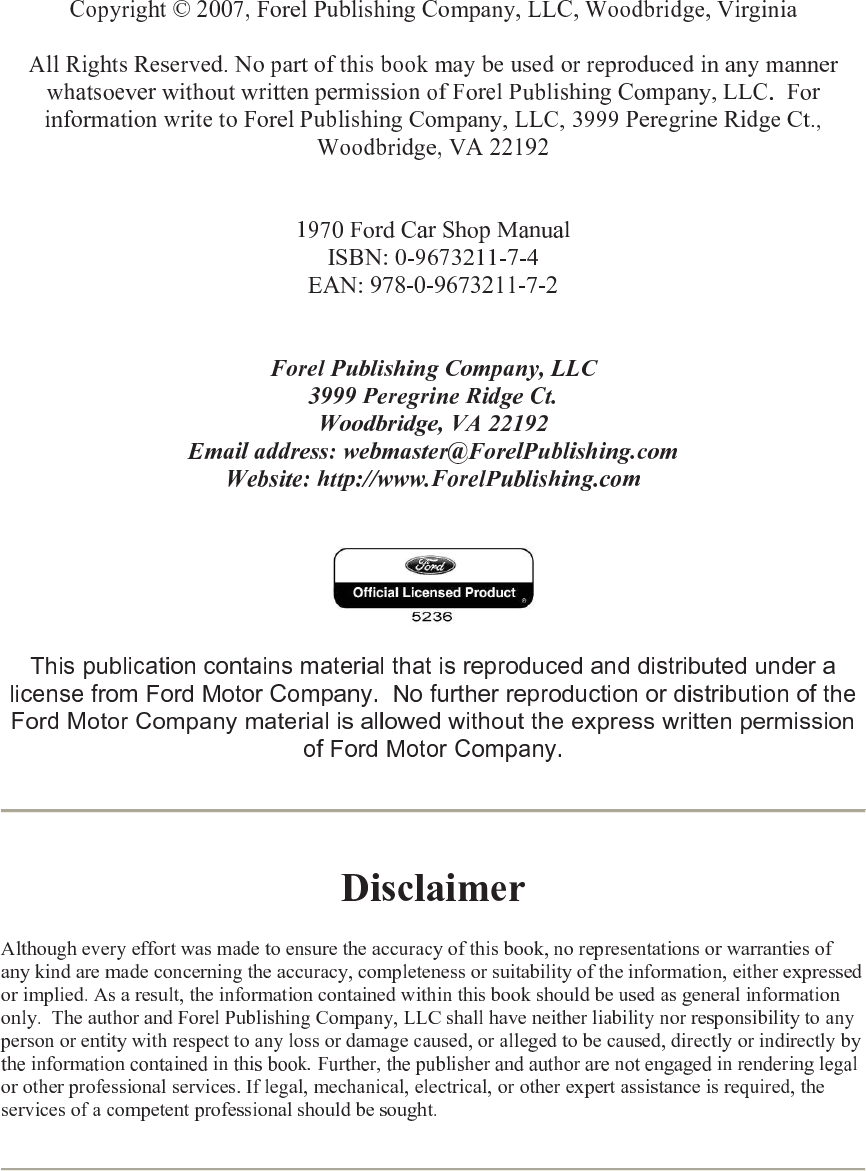 Copyright © 2007, Forel Publishing Company, LLC, Woodbridge, Virginia
All Rights Reserved. No part of this book may be used or reproduced in any manner
whatsoever without written permission of Forel Publishing Company, LLC.  For
information write to Forel Publishing Company, LLC, 3999 Peregrine Ridge Ct.,
Woodbridge, VA 22192
1970 Ford Car Shop Manual
ISBN: 0-9673211-7-4
EAN: 978-0-9673211-7-2
Forel Publishing Company, LLC
3999 Peregrine Ridge Ct.
Woodbridge, VA 22192
Email address: webmaster@ForelPublishing.com
Website: http://www.ForelPublishing.com
Ford
Official Licensed Product ®
5236
This publication contains material that is reproduced and distributed under a
license from Ford Motor Company.  No further reproduction or distribution of the
Ford Motor Company material is allowed without the express written permission
of Ford Motor Company.
Disclaimer
Although every effort was made to ensure the accuracy of this book, no representations or warranties of
any kind are made concerning the accuracy, completeness or suitability of the information, either expressed
or implied. As a result, the information contained within this book should be used as general information
only.  The author and Forel Publishing Company, LLC shall have neither liability nor responsibility to any
person or entity with respect to any loss or damage caused, or alleged to be caused, directly or indirectly by
the information contained in this book. Further, the publisher and author are not engaged in rendering legal
or other professional services. If legal, mechanical, electrical, or other expert assistance is required, the
services of a competent professional should be sought.